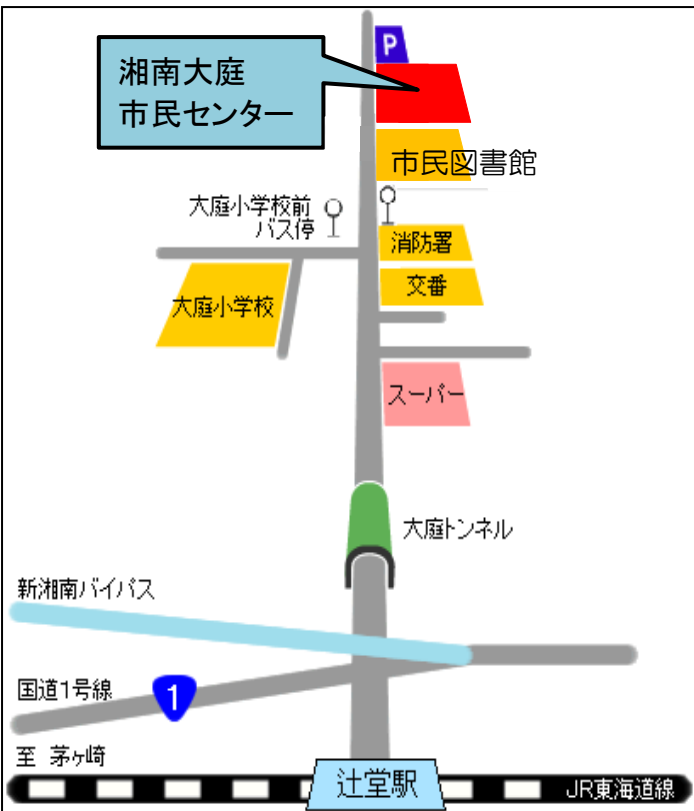 P
湘南大庭
市民センター
市民図書館
大庭小学校前
バス停
消防署
交番
大庭小学校
スーパー
大庭トンネル
新湘南バイパス
国道1号線
1
至 茅ヶ崎
辻堂駅
JR東海道線